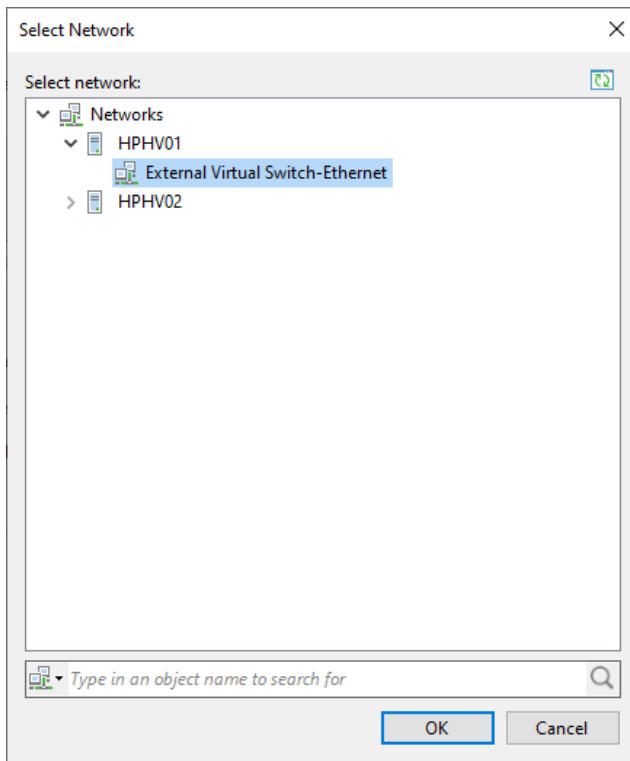 Select Network
Select network:
Networks
HPHV01
External Virtual Switch-Ethernet
HPHV02
Type in an object name to search for
OK Cancel